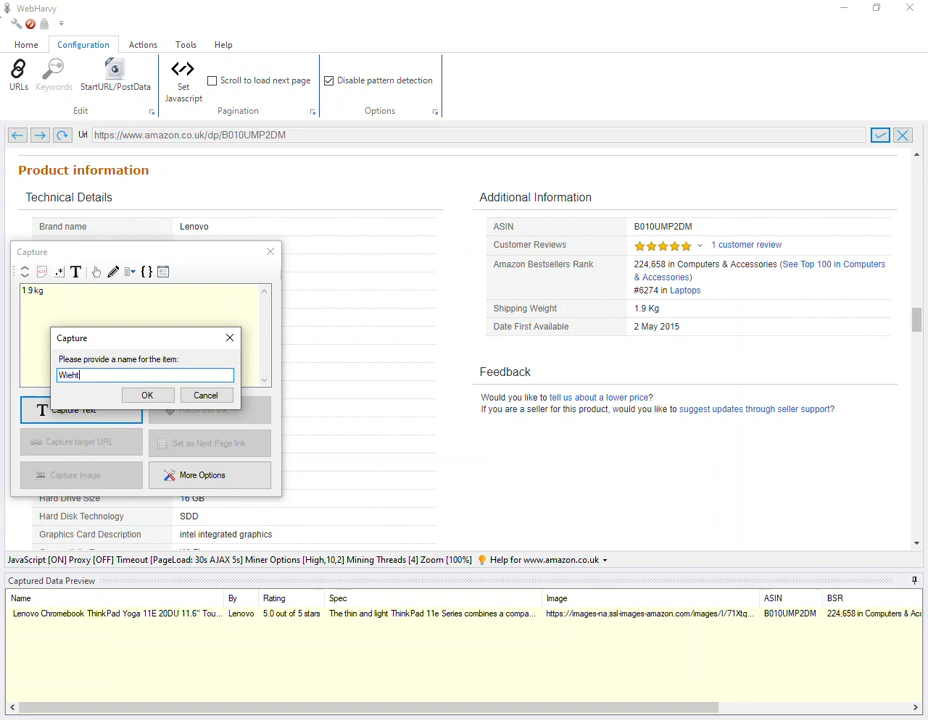 WebHarvy
Home Configuration Actions Tools Help
URLs Keywords StartURL/PostData Set Javascript Scroll to load next page Disable pattern detection
Edit Pagination Options
Url https://www.amazon.co.uk/dp/B010UMP2DM
Product information
Technical Details
Brand name Lenovo
Additional Information
ASIN B010UMP2DM
Customer Reviews 1 customer review
Amazon Bestsellers Rank 224,658 in Computers & Accessories (See Top 100 in Computers
& Accessories)
#6274 in Laptops
Shipping Weight 1.9 Kg
Date First Available 2 May 2015
Feedback
Would you like to tell us about a lower price?
If you are a seller for this product, would you like to suggest updates through seller support?
Capture
1.9 kg
Capture
Please provide a name for the item:
Wieht
OK Cancel
Capture Text Follow this link
Capture target URL Set as Next Page link
Capture Image More Options
Hard Drive Size 16 GB
Hard Disk Technology SDD
Graphics Card Description intel integrated graphics
JavaScript [ON] Proxy [OFF] Timeout [PageLoad: 30s AJAX 5s] Miner Options [High,10,2] Mining Threads [4] Zoom [100%] Help for www.amazon.co.uk
Captured Data Preview
Name By Rating Spec Image ASIN BSR
Lenovo Chromebook ThinkPad Yoga 11E 20DU 11.6" Tou... Lenovo 5.0 out of 5 stars The thin and light ThinkPad 11e Series combines a compa... https://images-na.ssl-images-amazon.com/images/I/71Xtq... B010UMP2DM 224,658 in Computers & Acc